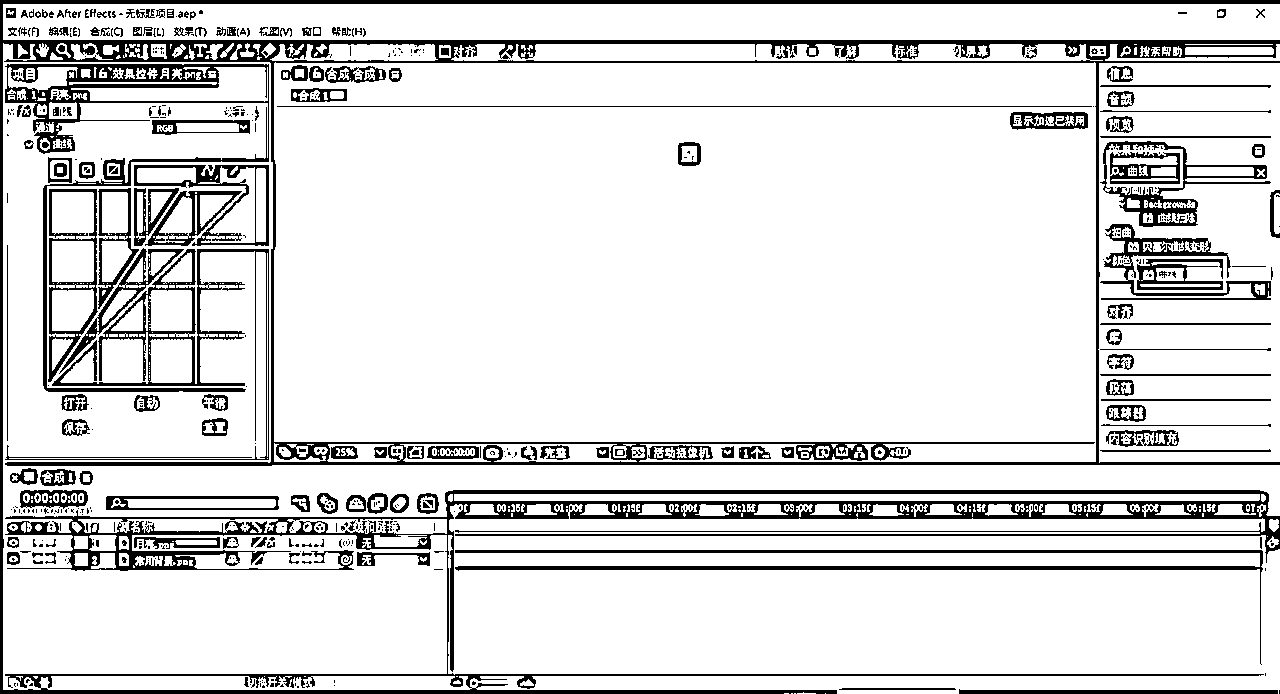 Adobe After Effects - 无标题项目.aep *
文件(F) 编辑(E) 合成(C) 图层(L) 效果(T) 动画(A) 视图(V) 窗口 帮助(H)
对齐 默认 了解 标准 小屏幕 库 搜索帮助
项目 效果控件 月亮.png
合成 1 月亮.png
fx 曲线 重置 关于...
通道: RGB
曲线
打开 自动 平滑
保存 重置
合成 合成 1
合成 1
显示加速已禁用
25% 0:00:00:00 完整 活动摄像机 1个...
信息
音频
预览
效果和预设
曲线
动画预设
Backgrounds
曲线扫除
扭曲
贝塞尔曲线变形
颜色校正
曲线
对齐
库
字符
段落
跟踪器
内容识别填充
合成 1
0:00:00:00
00:15f 01:00f 01:15f 02:00f 02:15f 03:00f 03:15f 04:00f 04:15f 05:00f 05:15f 06:00f 06:15f 07:0
源名称 父级和链接
1 月亮.png 无
2 常用背景.png 无
切换开关/模式